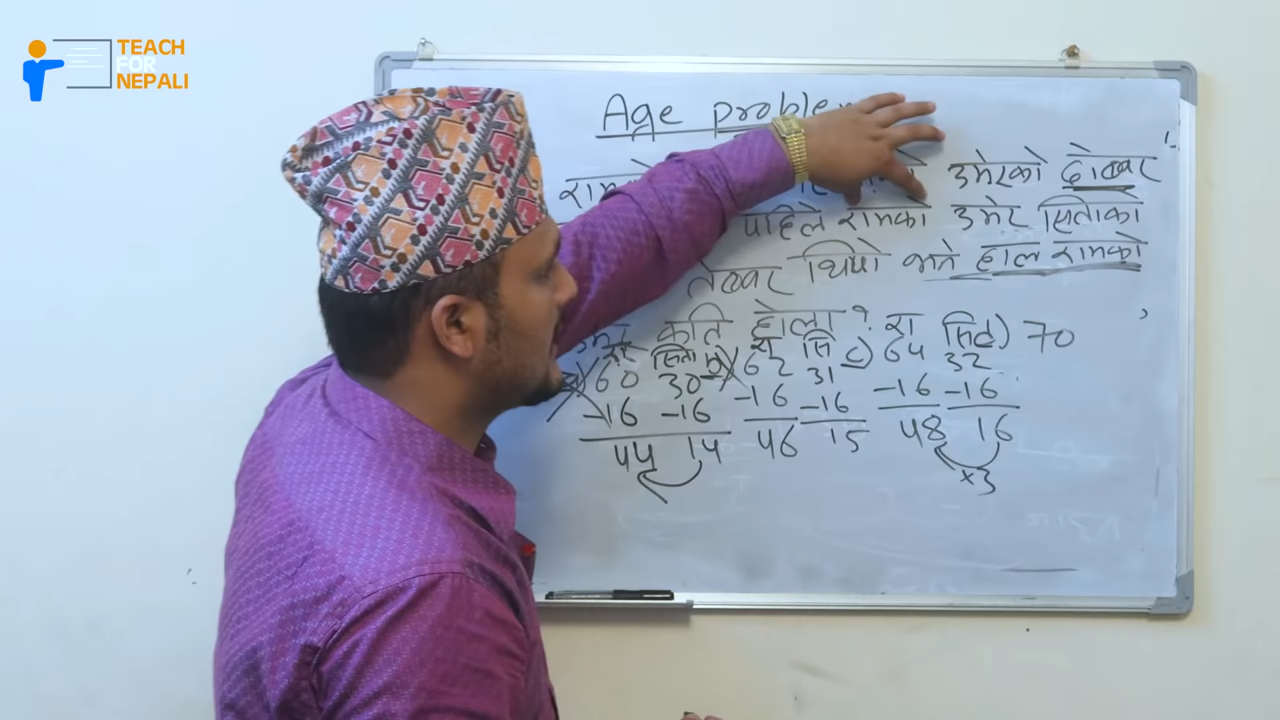 TEACH
FOR
NEPALI
Age problem
उमेरको दोब्बर
पहिले रामको उमेर सिताको
तेब्बर थियो भने हाल रामको
कति होला ?
रा सि रा सिता
सिता
60 30 62 31 c) 64 32 d) 70
-16 -16 -16 -16 -16 -16
44 14 46 15 48 16
×3